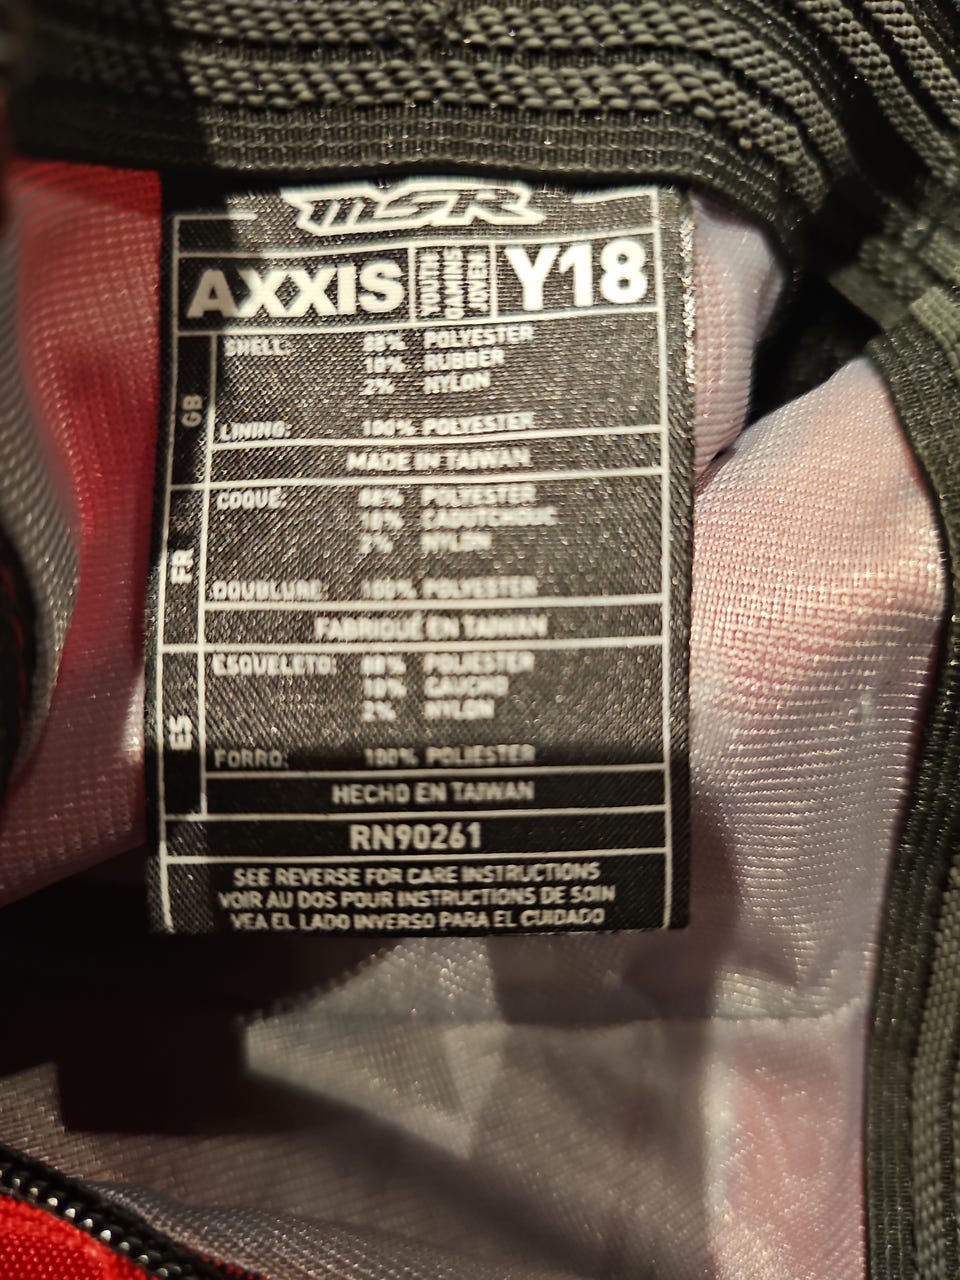 MSR
AXXIS YOUTH GAMINS JOVEN Y18
GB
SHELL: 88% POLYESTER
10% RUBBER
2% NYLON
LINING: 100% POLYESTER
MADE IN TAIWAN
FR
COQUE: 88% POLYESTER
10% CAOUTCHOUC
2% NYLON
DOUBLURE: 100% POLYESTER
FABRIQUÉ EN TAIWAN
ES
ESQUELETO: 88% POLIESTER
10% CAUCHO
2% NYLON
FORRO: 100% POLIESTER
HECHO EN TAIWAN
RN90261
SEE REVERSE FOR CARE INSTRUCTIONS
VOIR AU DOS POUR INSTRUCTIONS DE SOIN
VEA EL LADO INVERSO PARA EL CUIDADO